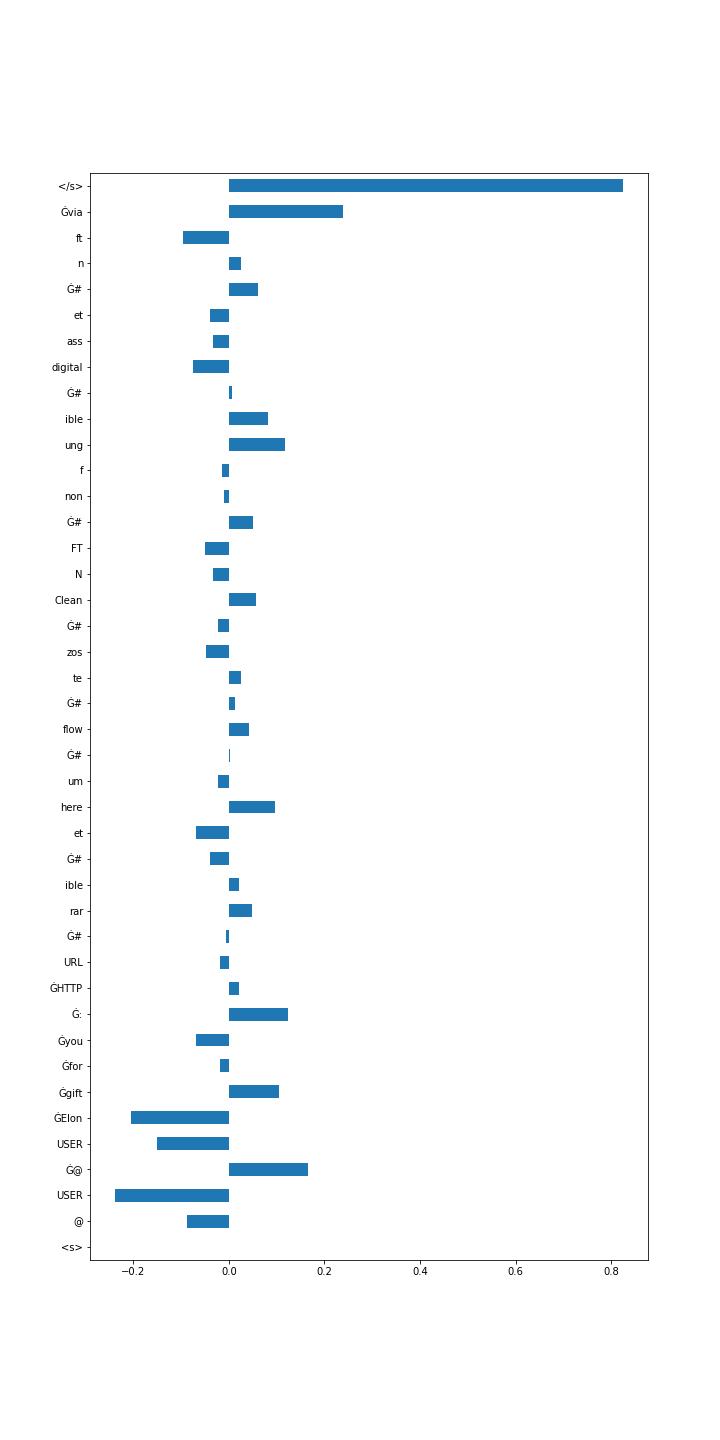 </s>
Ġvia
ft
n
Ġ#
et
ass
digital
Ġ#
ible
ung
f
non
Ġ#
FT
N
Clean
Ġ#
zos
te
Ġ#
flow
Ġ#
um
here
et
Ġ#
ible
rar
Ġ#
URL
ĠHTTP
Ġ:
Ġyou
Ġfor
Ġgift
ĠElon
USER
Ġ@
USER
@
<s>
−0.2 0.0 0.2 0.4 0.6 0.8